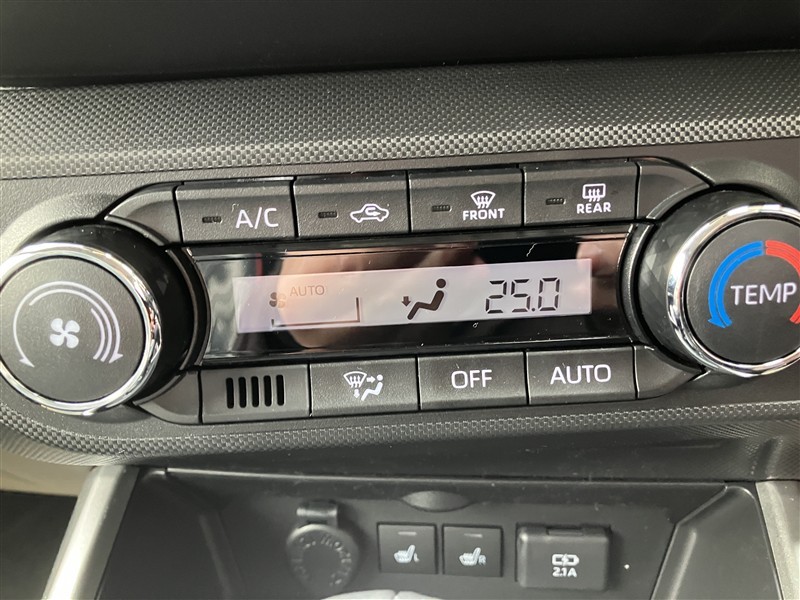 A/C
FRONT
REAR
AUTO
25.0
TEMP
OFF
AUTO
L
R
2.1A